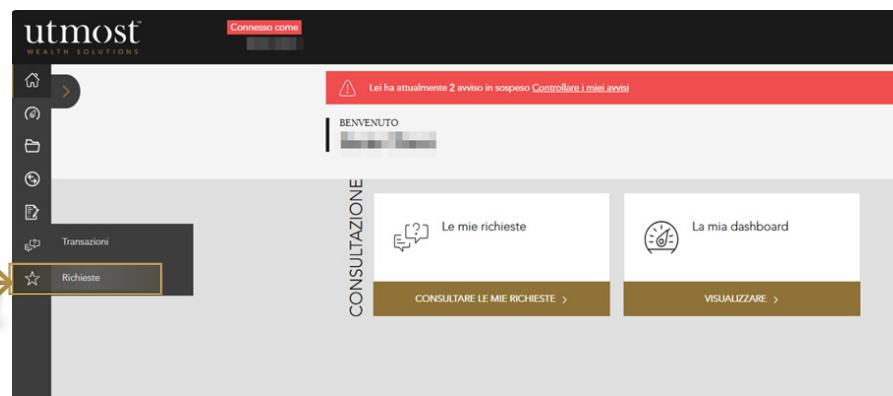 utmost
WEALTH SOLUTIONS
Connesso come
Lei ha attualmente 2 avviso in sospeso Controllare i miei avvisi
BENVENUTO
CONSULTAZIONE
Le mie richieste
CONSULTARE LE MIE RICHIESTE >
La mia dashboard
VISUALIZZARE >
Transazioni
Richieste